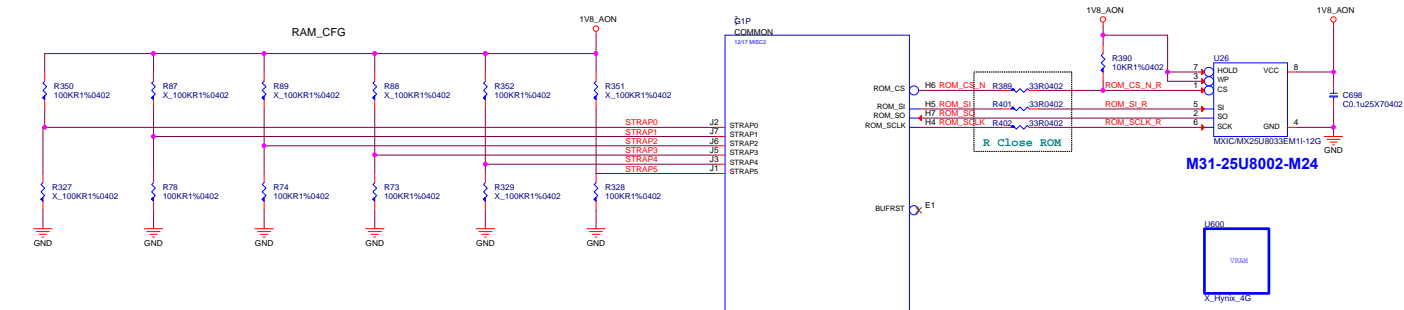 RAM_CFG
1V8_AON
R350
100KR1%0402
R87
X_100KR1%0402
R89
X_100KR1%0402
R88
X_100KR1%0402
R352
100KR1%0402
R351
X_100KR1%0402
STRAP0
STRAP1
STRAP2
STRAP3
STRAP4
STRAP5
R327
X_100KR1%0402
R78
100KR1%0402
R74
100KR1%0402
R73
100KR1%0402
R329
X_100KR1%0402
R328
100KR1%0402
GND
GND
GND
GND
GND
GND
G1P
COMMON
12/17 MISC2
J2
J7
J6
J5
J3
J1
STRAP0
STRAP1
STRAP2
STRAP3
STRAP4
STRAP5
ROM_CS
ROM_SI
ROM_SO
ROM_SCLK
BUFRST
H6
H5
H7
H4
E1
ROM_CS_N
ROM_SI
ROM_SO
ROM_SCLK
R389
33R0402
R401
33R0402
R402
33R0402
R Close ROM
1V8_AON
R390
10KR1%0402
ROM_CS_N_R
ROM_SI_R
ROM_SCLK_R
7
3
1
5
2
6
U26
HOLD
WP
CS
SI
SO
SCK
VCC
GND
8
4
MXIC/MX25U8033EM1I-12G
M31-25U8002-M24
1V8_AON
C698
C0.1u25X70402
GND
U600
VRAM
X_Hynix_4G